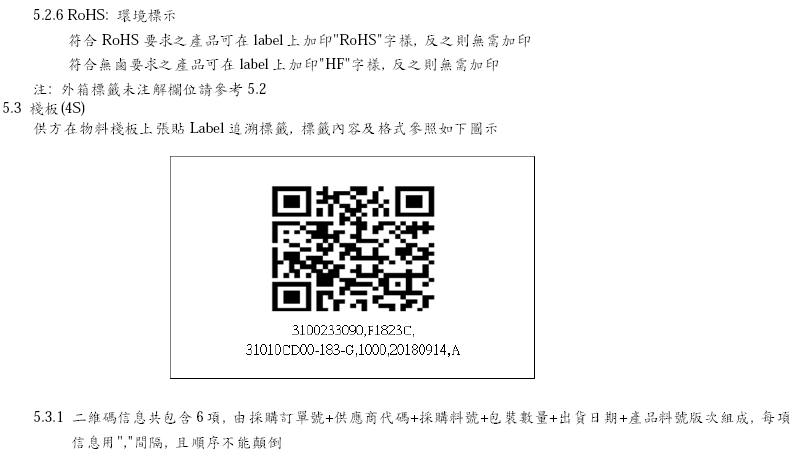 5.2.6 RoHS: 環境標示
符合 RoHS 要求之產品可在 label 上加印"RoHS"字樣, 反之則無需加印
符合無鹵要求之產品可在 label 上加印"HF"字樣, 反之則無需加印
注: 外箱標籤未注解欄位請參考 5.2
5.3 棧板(4S)
供方在物料棧板上張貼 Label 追溯標籤, 標籤內容及格式參照如下圖示
3100233090,F1823C,
31010CD00-183-G,1000,20180914,A
5.3.1 二維碼信息共包含 6 項, 由採購訂單號+供應商代碼+採購料號+包裝數量+出貨日期+產品料號版次組成, 每項
信息用","間隔, 且順序不能顛倒